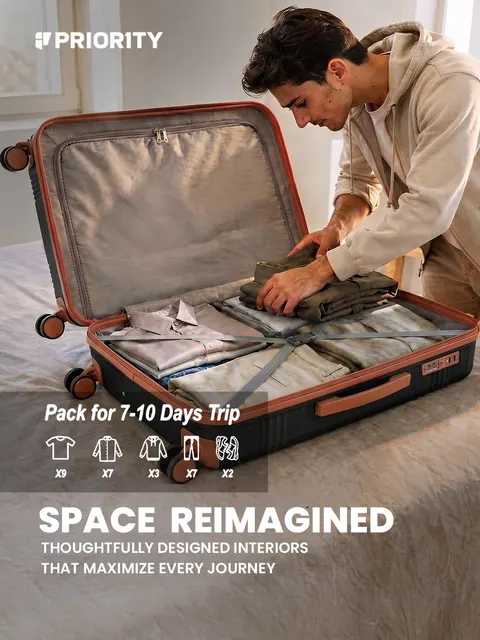 PRIOR1TY
Pack for 7-10 Days Trip
X9 X7 X3 X7 X2
SPACE REIMAGINED
THOUGHTFULLY DESIGNED INTERIORS
THAT MAXIMIZE EVERY JOURNEY